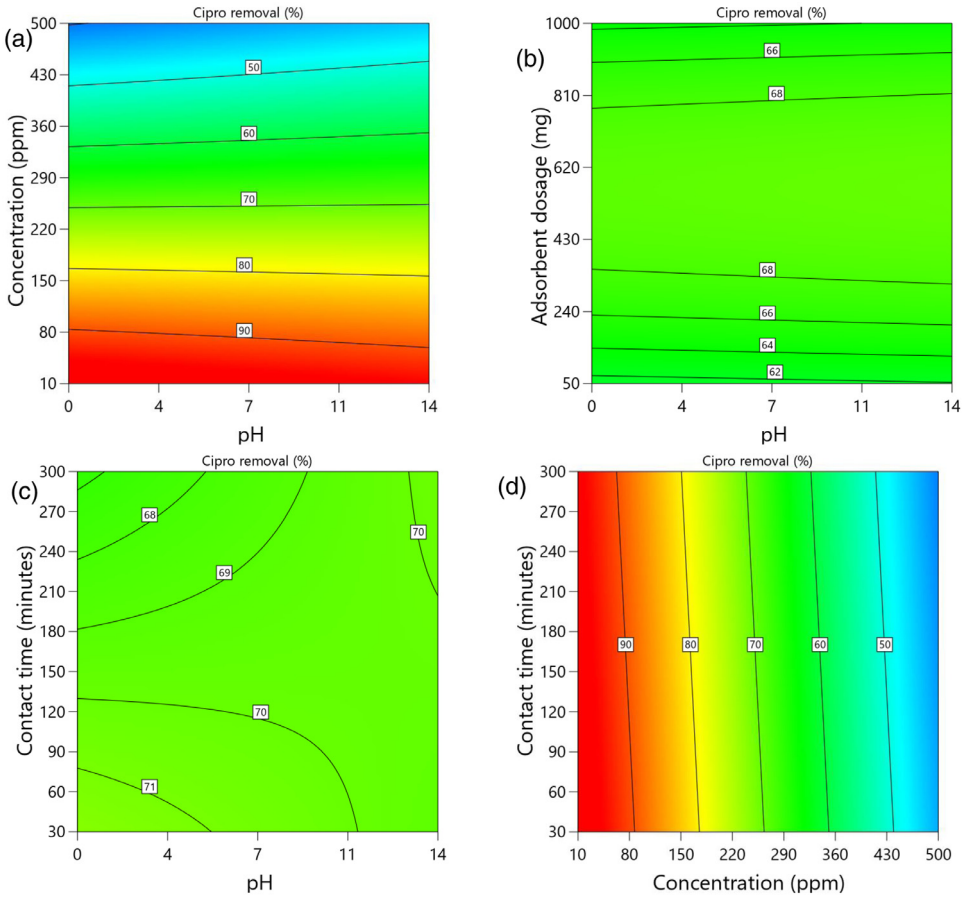 (a)
Cipro removal (%)
Concentration (ppm)
500
430
360
290
220
150
80
10
50
60
70
80
90
0 4 7 11 14
pH
(b)
Cipro removal (%)
Adsorbent dosage (mg)
1000
810
620
430
240
50
66
68
68
66
64
62
0 4 7 11 14
pH
(c)
Cipro removal (%)
Contact time (minutes)
300
270
240
210
180
150
120
90
60
30
68
70
69
70
71
0 4 7 11 14
pH
(d)
Cipro removal (%)
Contact time (minutes)
300
270
240
210
180
150
120
90
60
30
90 80 70 60 50
10 80 150 220 290 360 430 500
Concentration (ppm)